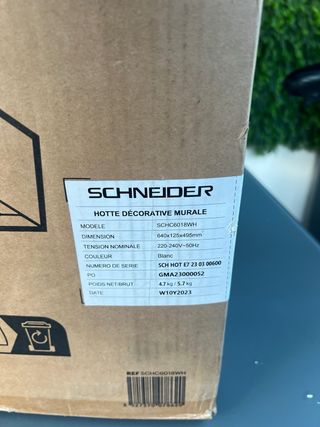 SCHNEIDER
HOTTE DÉCORATIVE MURALE
MODELE SCHC6018WH
DIMENSION 640x125x495mm
TENSION NOMINALE 220-240V~50Hz
COULEUR Blanc
NUMERO DE SERIE SCH HOT E7 23 03 00600
PO GMA23000052
POIDS NET/BRUT 4.7 kg / 5.7 kg
DATE W10Y2023
REF SCHC6018WH